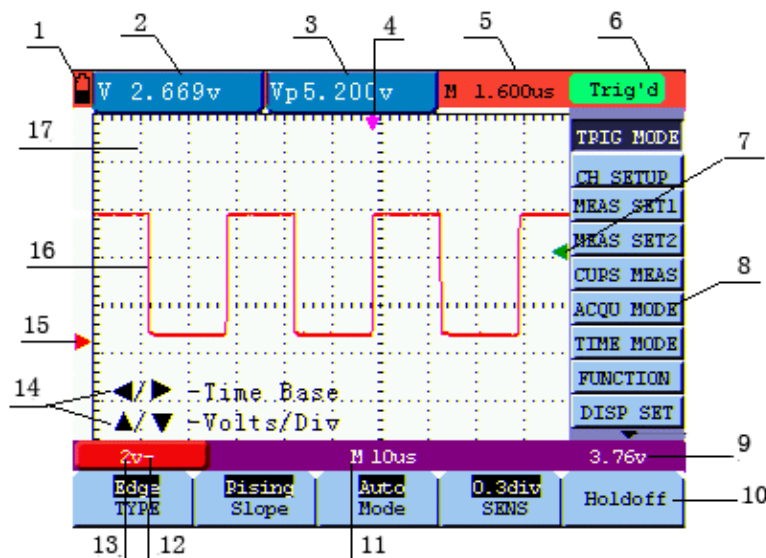 1 2 3 4 5 6
V 2.669v Vp5.200v M 1.600us Trig'd
17
TRIG MODE
7
CH SETUP
MEAS SET1
MEAS SET2
16
CURS MEAS
8
ACQU MODE
15
TIME MODE
FUNCTION
14
◀/▶ -Time Base
▲/▼ -Volts/Div
DISP SET
2v- M 10us 3.76v
9
Edge Rising Auto 0.3div
TYPE Slope Mode SENS Holdoff
10
13 12 11